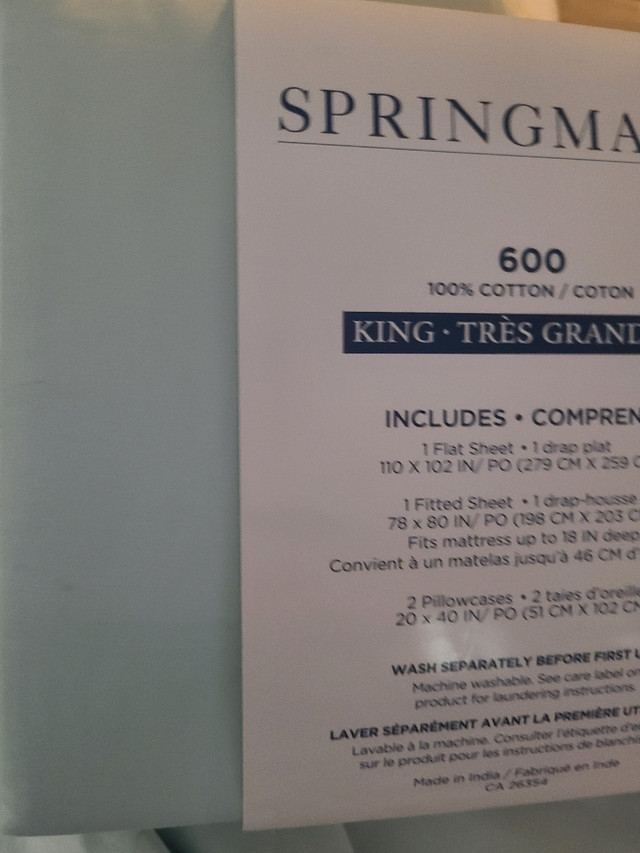 SPRINGMA
600
100% COTTON / COTON
KING · TRÈS GRAND
INCLUDES • COMPREN
1 Flat Sheet • 1 drap plat
110 X 102 IN/ PO (279 CM X 259 C
1 Fitted Sheet • 1 drap-housse
78 x 80 IN/ PO (198 CM X 203 C
Fits mattress up to 18 IN deep
Convient à un matelas jusqu'à 46 CM d'
2 Pillowcases • 2 taies d'oreille
20 x 40 IN/ PO (51 CM X 102 CM
WASH SEPARATELY BEFORE FIRST U
Machine washable. See care label on
product for laundering instructions.
LAVER SÉPARÉMENT AVANT LA PREMIÈRE UT
Lavable à la machine. Consulter l'étiquette d'e
sur le produit pour les instructions de blanchi
Made in India / Fabriqué en Inde
CA 26354